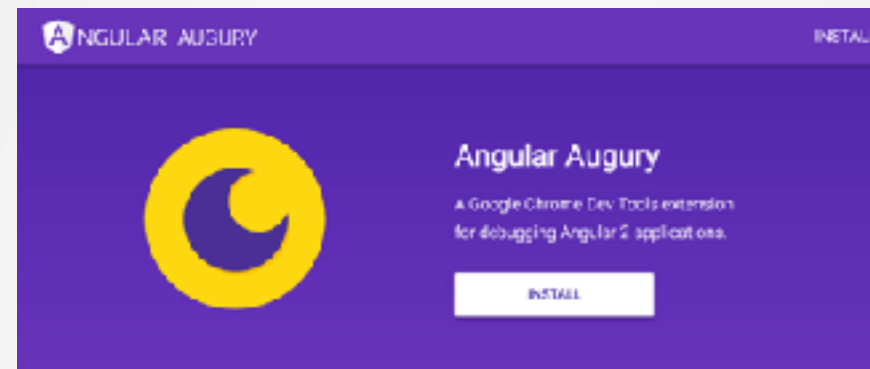 ANGULAR AUGURY
INSTAL
Angular Augury
A Google Chrome Dev Tools extension
for debugging Angular 2 applications.
INSTALL